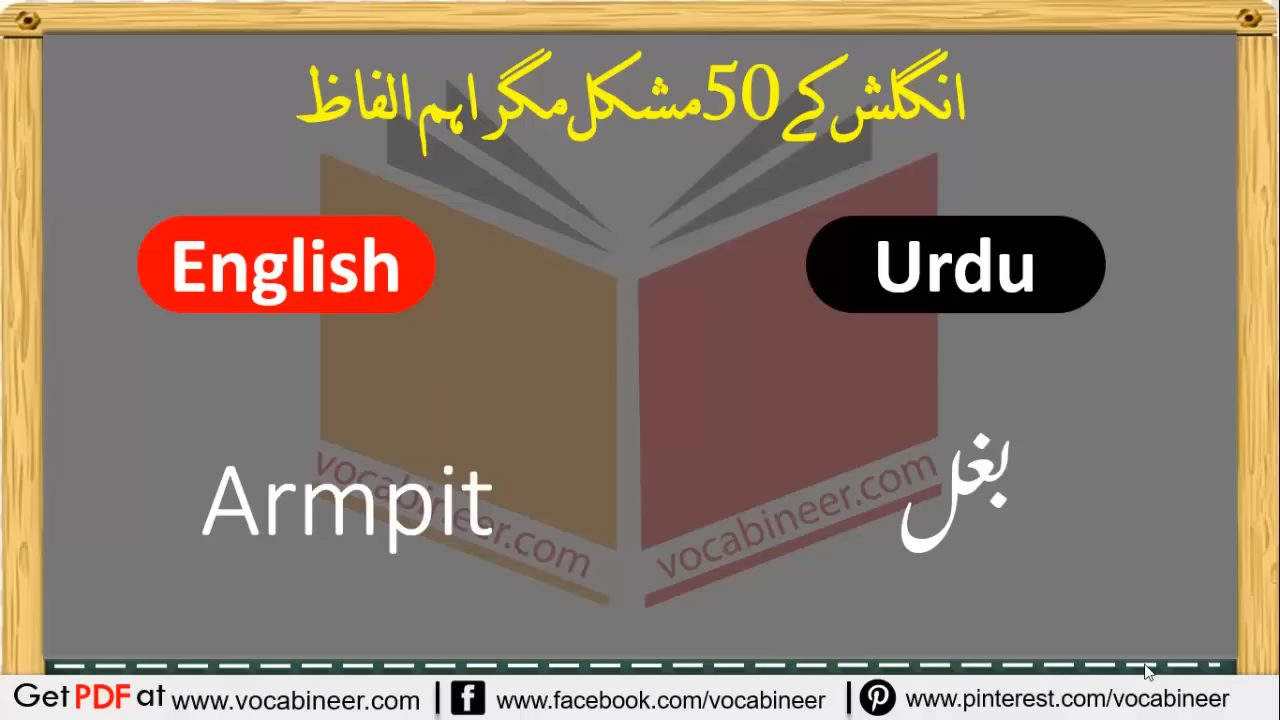 انگلش کے 50 مشکل مگر اہم الفاظ
English
Urdu
Armpit
بغل
vocabineer.com
vocabineer.com
Get PDF at www.vocabineer.com | www.facebook.com/vocabineer | www.pinterest.com/vocabineer